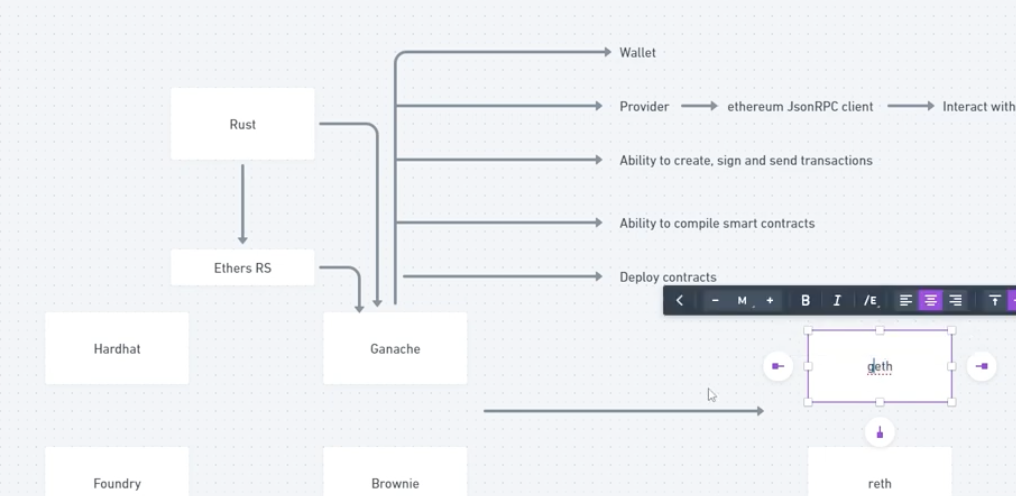 Wallet
Provider
ethereum JsonRPC client
Interact with
Rust
Ability to create, sign and send transactions
Ability to compile smart contracts
Ethers RS
Deploy contracts
M
B
I
/E
Hardhat
Ganache
geth
Foundry
Brownie
reth